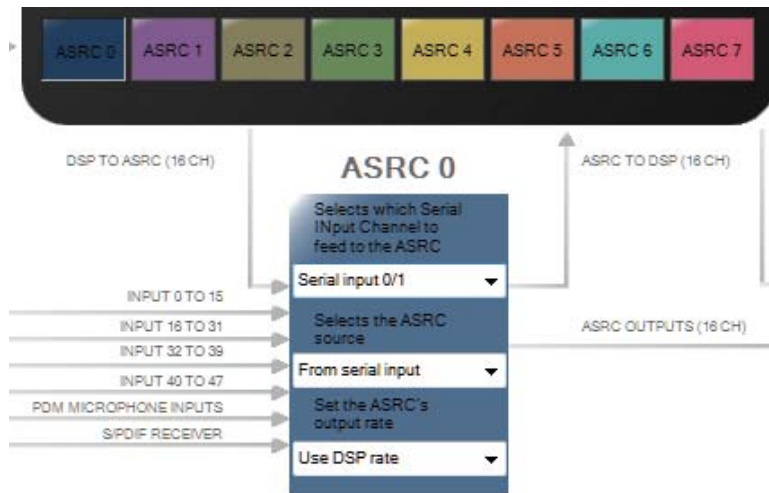 ASRC 0 ASRC 1 ASRC 2 ASRC 3 ASRC 4 ASRC 5 ASRC 6 ASRC 7
DSP TO ASRC (16 CH)
ASRC TO DSP (16 CH)
ASRC 0
Selects which Serial
INput Channel to
feed to the ASRC
Serial input 0/1
INPUT 0 TO 15
INPUT 16 TO 31
INPUT 32 TO 39
INPUT 40 TO 47
PDM MICROPHONE INPUTS
S/PDIF RECEIVER
Selects the ASRC
source
From serial input
Set the ASRC's
output rate
Use DSP rate
ASRC OUTPUTS (16 CH)